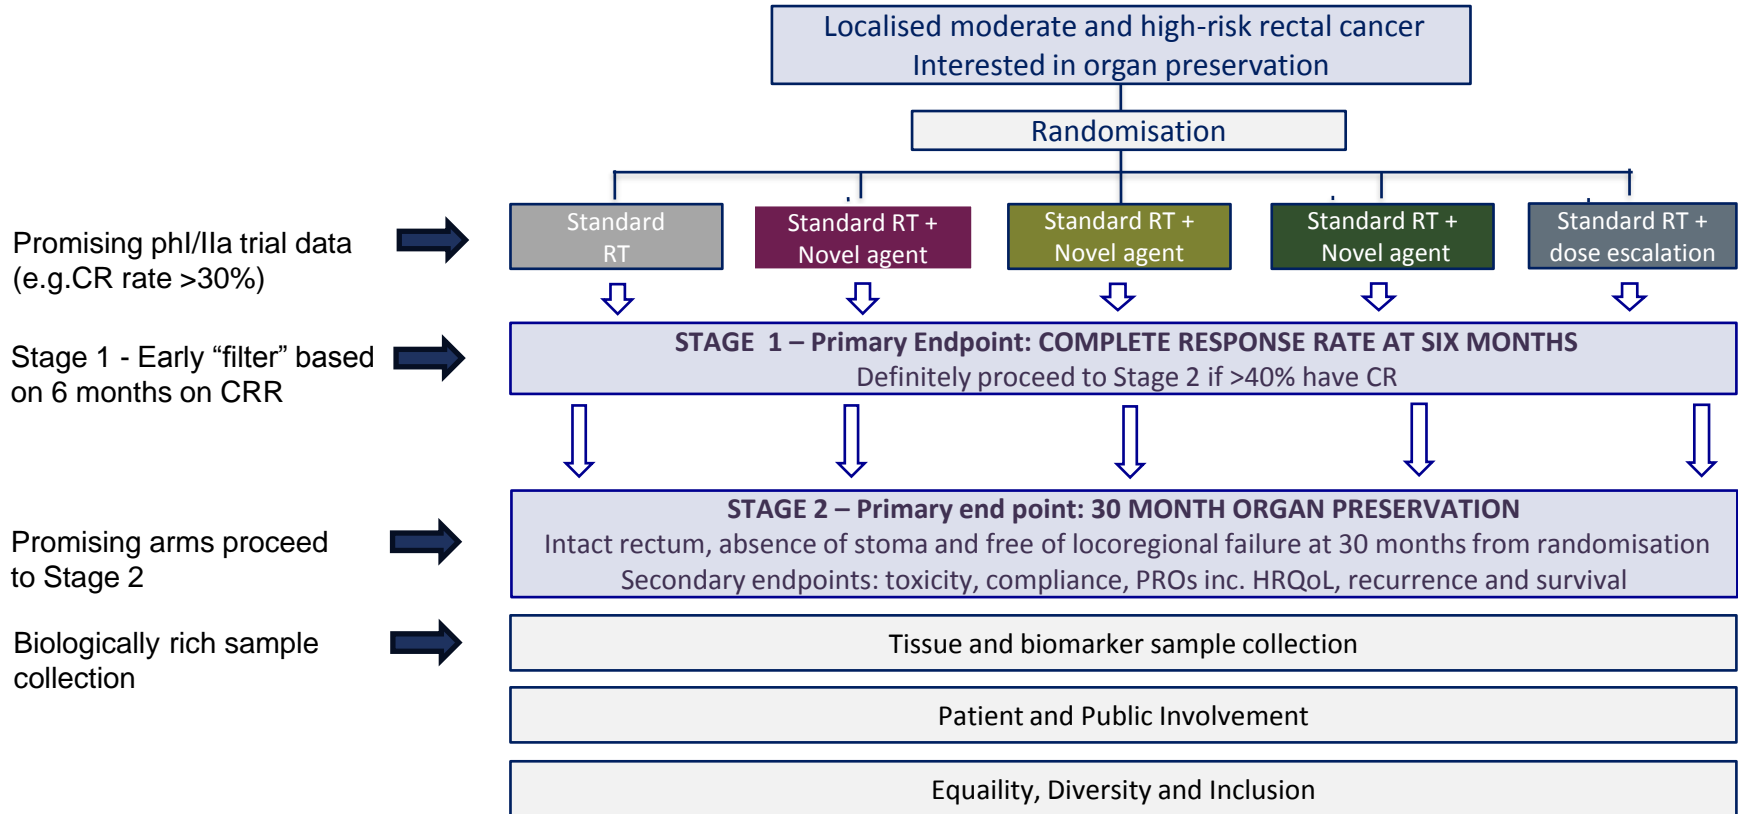 Localised moderate and high-risk rectal cancer
Interested in organ preservation
Randomisation
Promising phI/IIa trial data
(e.g.CR rate >30%)
Standard
RT
Standard RT +
Novel agent
Standard RT +
Novel agent
Standard RT +
Novel agent
Standard RT +
dose escalation
Stage 1 - Early “filter” based
on 6 months on CRR
STAGE 1 – Primary Endpoint: COMPLETE RESPONSE RATE AT SIX MONTHS
Definitely proceed to Stage 2 if >40% have CR
Promising arms proceed
to Stage 2
STAGE 2 – Primary end point: 30 MONTH ORGAN PRESERVATION
Intact rectum, absence of stoma and free of locoregional failure at 30 months from randomisation
Secondary endpoints: toxicity, compliance, PROs inc. HRQoL, recurrence and survival
Biologically rich sample
collection
Tissue and biomarker sample collection
Patient and Public Involvement
Equaility, Diversity and Inclusion